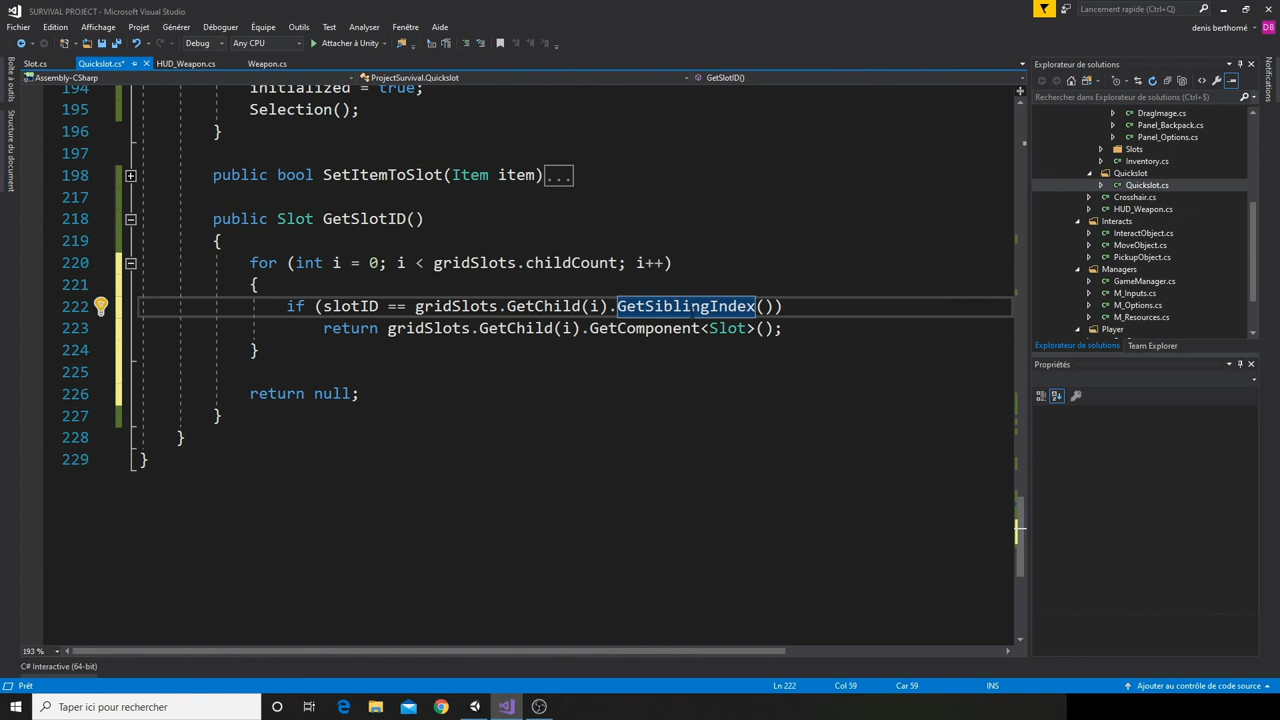 SURVIVAL PROJECT - Microsoft Visual Studio
Lancement rapide (Ctrl+Q)
Fichier Edition Affichage Projet Générer Déboguer Équipe Outils Test Analyser Fenêtre Aide
denis berthomé DB
Debug Any CPU Attacher à Unity
Slot.cs Quickslot.cs* HUD_Weapon.cs Weapon.cs
Assembly-CSharp ProjectSurvival.Quickslot GetSlotID()
Boîte à outils
Structure du document
194 initialized = true;
195 Selection();
196 }
197
198 public bool SetItemToSlot(Item item)...
217
218 public Slot GetSlotID()
219 {
220 for (int i = 0; i < gridSlots.childCount; i++)
221 {
222 if (slotID == gridSlots.GetChild(i).GetSiblingIndex())
223 return gridSlots.GetChild(i).GetComponent<Slot>();
224 }
225
226 return null;
227 }
228 }
229 }
193 %
C# Interactive (64-bit)
Explorateur de solutions
Rechercher dans Explorateur de solutions (Ctrl+$)
DragImage.cs
Panel_Backpack.cs
Panel_Options.cs
Slots
Inventory.cs
Quickslot
Quickslot.cs
Crosshair.cs
HUD_Weapon.cs
Interacts
InteractObject.cs
MoveObject.cs
PickupObject.cs
Managers
GameManager.cs
M_Inputs.cs
M_Options.cs
M_Resources.cs
Player
Explorateur de solutions Team Explorer
Propriétés
Notifications
Prêt Ln 222 Col 59 Car 59 INS Ajouter au contrôle de code source
Taper ici pour rechercher